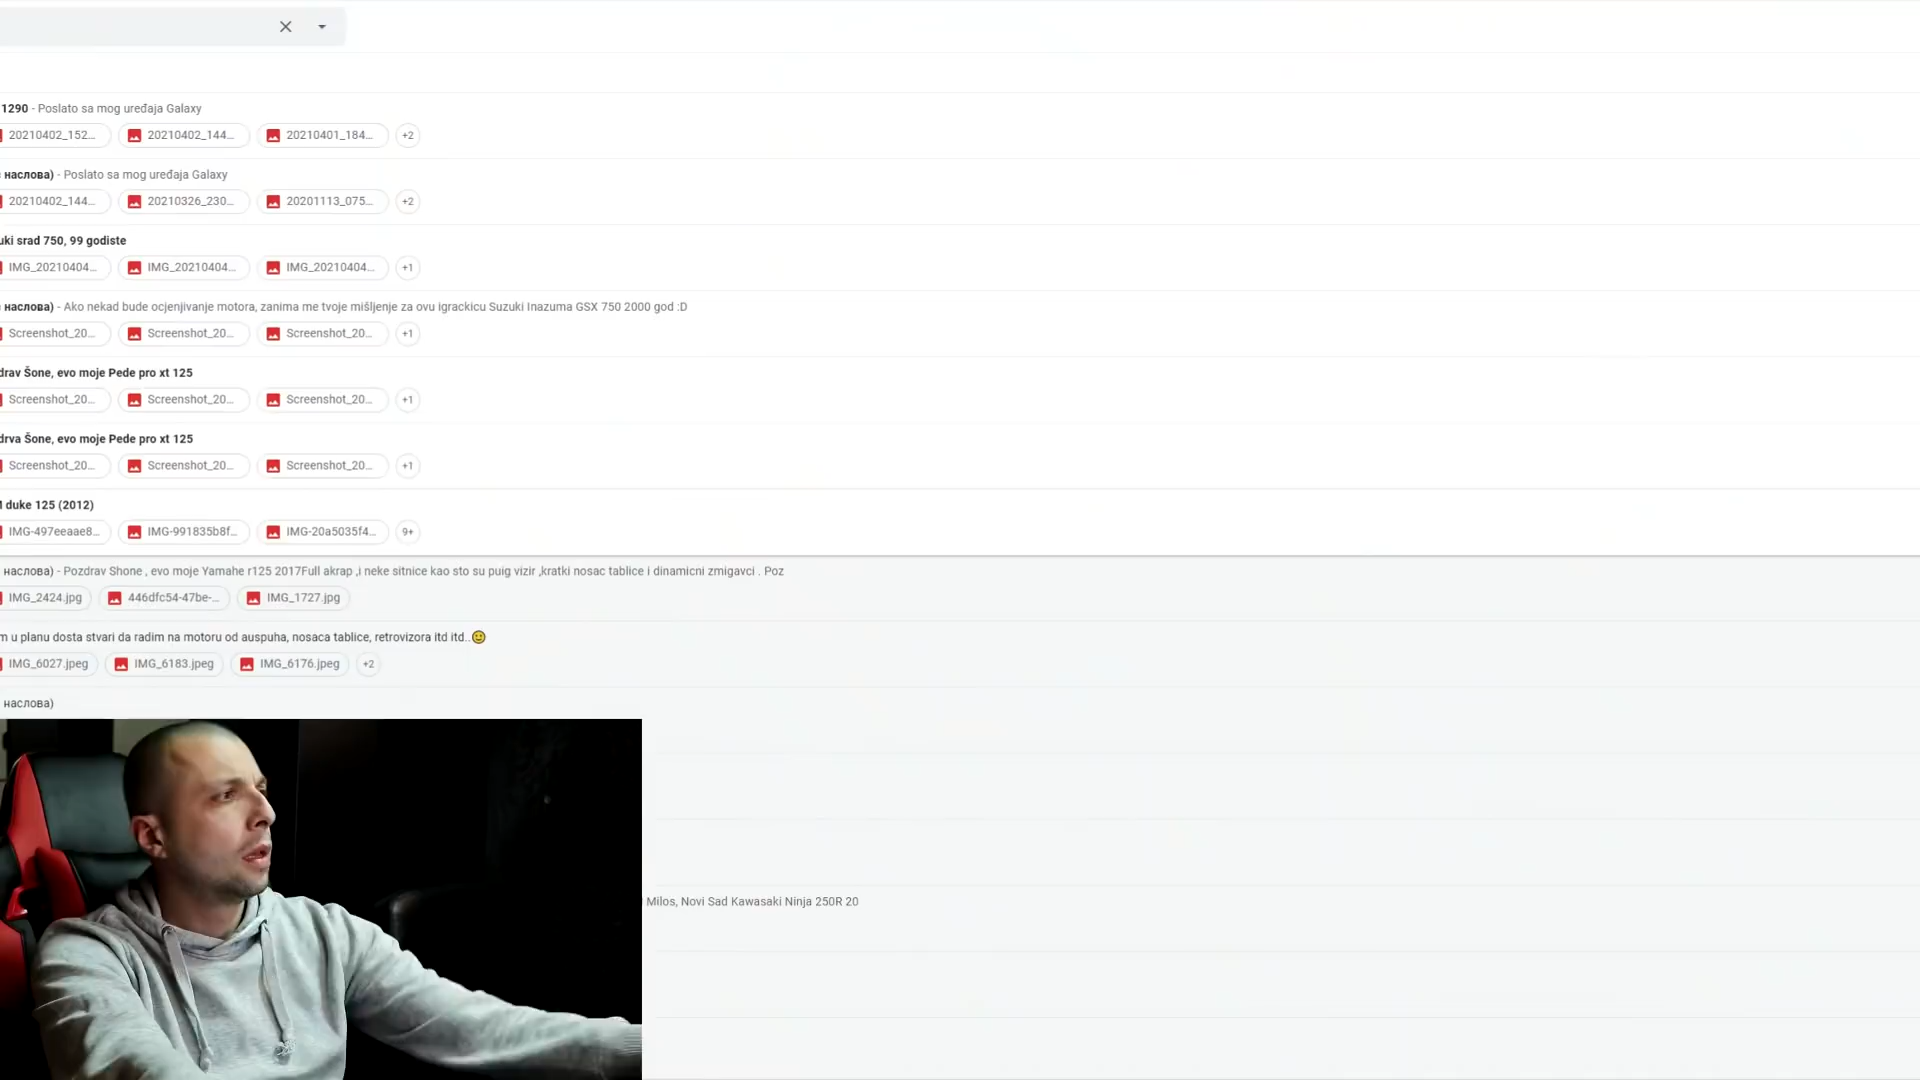 1290 - Poslato sa mog uređaja Galaxy
20210402_152... 20210402_144... 20210401_184... +2
наслова) - Poslato sa mog uređaja Galaxy
20210402_144... 20210326_230... 20201113_075... +2
uki srad 750, 99 godiste
IMG_20210404... IMG_20210404... IMG_20210404... +1
наслова) - Ako nekad bude ocjenjivanje motora, zanima me tvoje mišljenje za ovu igrackicu Suzuki Inazuma GSX 750 2000 god :D
Screenshot_20... Screenshot_20... Screenshot_20... +1
drav Šone, evo moje Pede pro xt 125
Screenshot_20... Screenshot_20... Screenshot_20... +1
drva Šone, evo moje Pede pro xt 125
Screenshot_20... Screenshot_20... Screenshot_20... +1
duke 125 (2012)
IMG-497eeaae8... IMG-991835b8f... IMG-20a5035f4... 9+
наслова) - Pozdrav Shone , evo moje Yamahe r125 2017Full akrap ,i neke sitnice kao sto su puig vizir ,kratki nosac tablice i dinamicni zmigavci . Poz
IMG_2424.jpg 446dfc54-47be-... IMG_1727.jpg
m u planu dosta stvari da radim na motoru od auspuha, nosaca tablice, retrovizora itd itd..🙂
IMG_6027.jpeg IMG_6183.jpeg IMG_6176.jpeg +2
наслова)
Milos, Novi Sad Kawasaki Ninja 250R 20